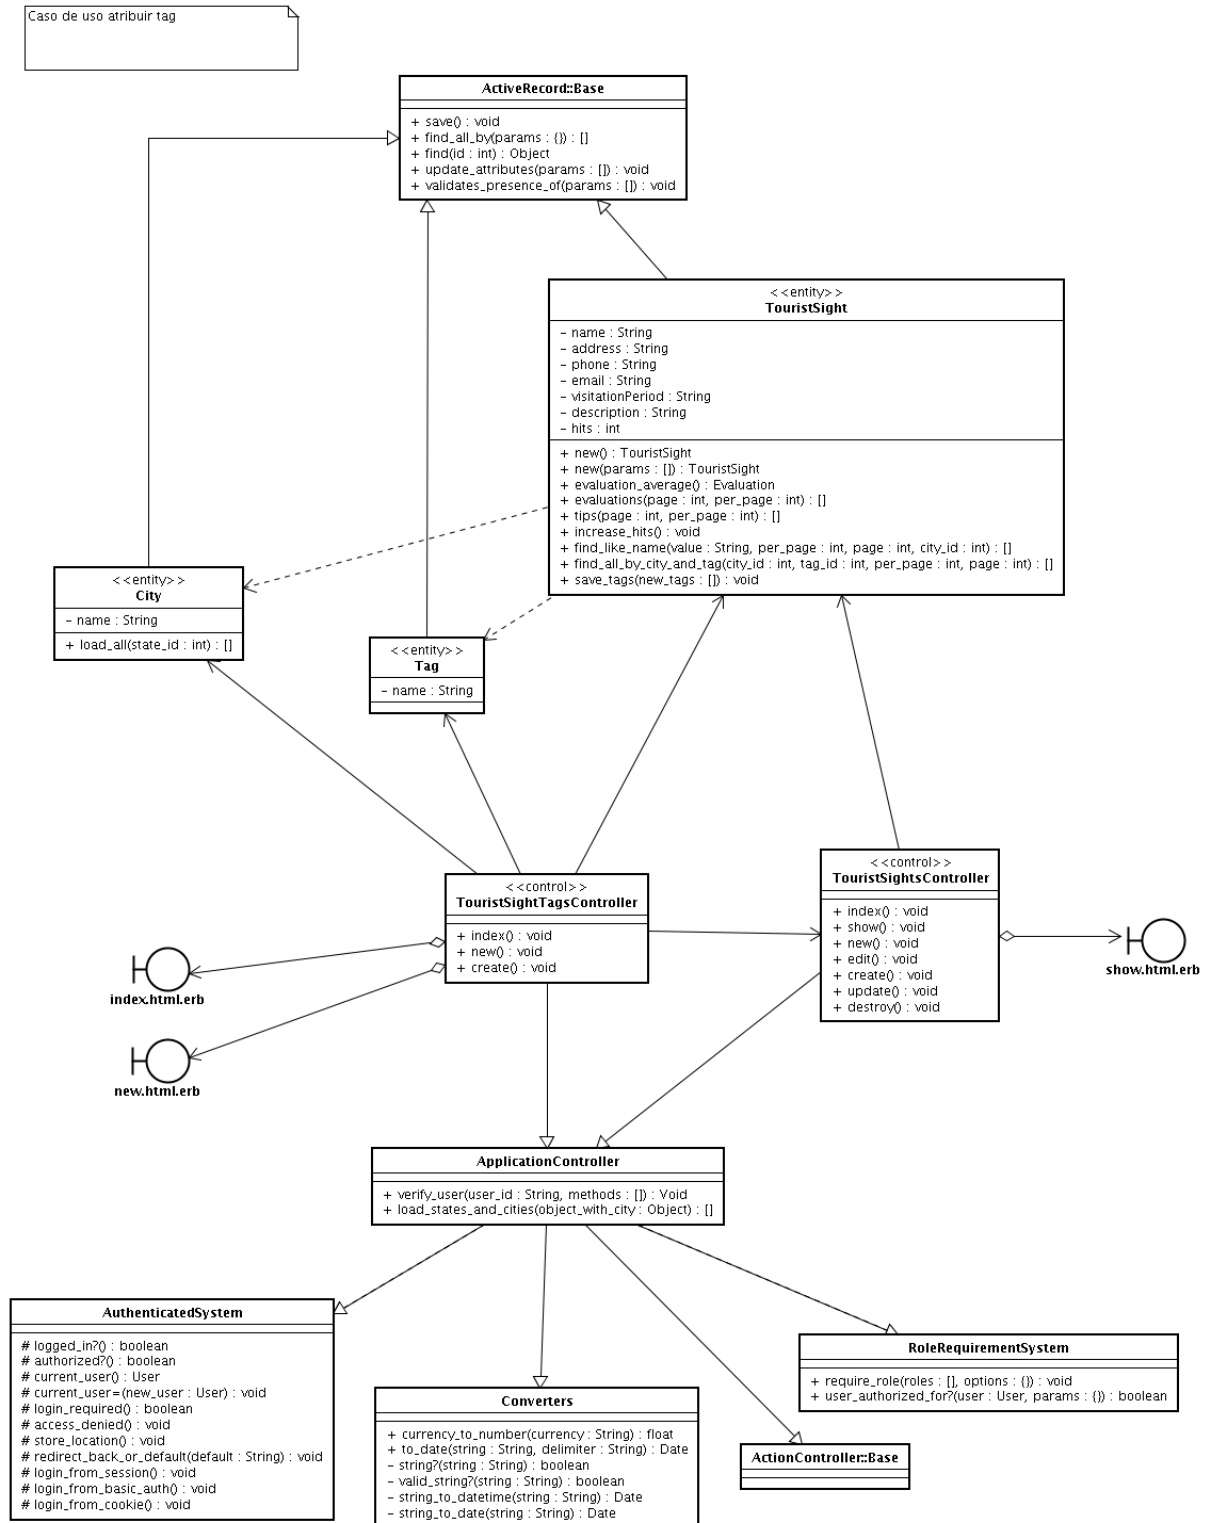 Caso de uso atribuir tag
ActiveRecord::Base
+ save() : void
+ find_all_by(params : {}) : []
+ find(id : int) : Object
+ update_attributes(params : []) : void
+ validates_presence_of(params : []) : void
<<entity>>
TouristSight
- name : String
- address : String
- phone : String
- email : String
- visitationPeriod : String
- description : String
- hits : int
+ new() : TouristSight
+ new(params : []) : TouristSight
+ evaluation_average() : Evaluation
+ evaluations(page : int, per_page : int) : []
+ tips(page : int, per_page : int) : []
+ increase_hits() : void
+ find_like_name(value : String, per_page : int, page : int, city_id : int) : []
+ find_all_by_city_and_tag(city_id : int, tag_id : int, per_page : int, page : int) : []
+ save_tags(new_tags : []) : void
<<entity>>
City
- name : String
+ load_all(state_id : int) : []
<<entity>>
Tag
- name : String
<<control>>
TouristSightTagsController
+ index() : void
+ new() : void
+ create() : void
<<control>>
TouristSightsController
+ index() : void
+ show() : void
+ new() : void
+ edit() : void
+ create() : void
+ update() : void
+ destroy() : void
show.html.erb
index.html.erb
new.html.erb
ApplicationController
+ verify_user(user_id : String, methods : []) : Void
+ load_states_and_cities(object_with_city : Object) : []
AuthenticatedSystem
# logged_in?() : boolean
# authorized?() : boolean
# current_user() : User
# current_user=(new_user : User) : void
# login_required() : boolean
# access_denied() : void
# store_location() : void
# redirect_back_or_default(default : String) : void
# login_from_session() : void
# login_from_basic_auth() : void
# login_from_cookie() : void
Converters
+ currency_to_number(currency : String) : float
+ to_date(string : String, delimiter : String) : Date
- string?(string : String) : boolean
- valid_string?(string : String) : boolean
- string_to_datetime(string : String) : Date
- string_to_date(string : String) : Date
RoleRequirementSystem
+ require_role(roles : [], options : {}) : void
+ user_authorized_for?(user : User, params : {}) : boolean
ActionController::Base